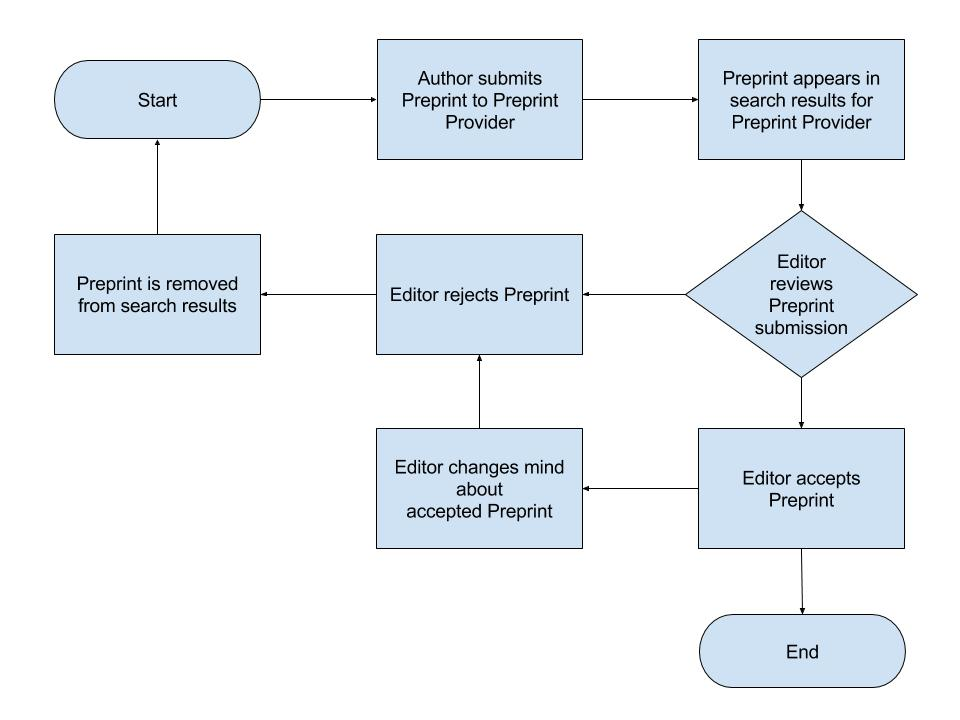 Start
Author submits
Preprint to Preprint
Provider
Preprint appears in
search results for
Preprint Provider
Preprint is removed
from search results
Editor rejects Preprint
Editor
reviews
Preprint
submission
Editor changes mind
about
accepted Preprint
Editor accepts
Preprint
End